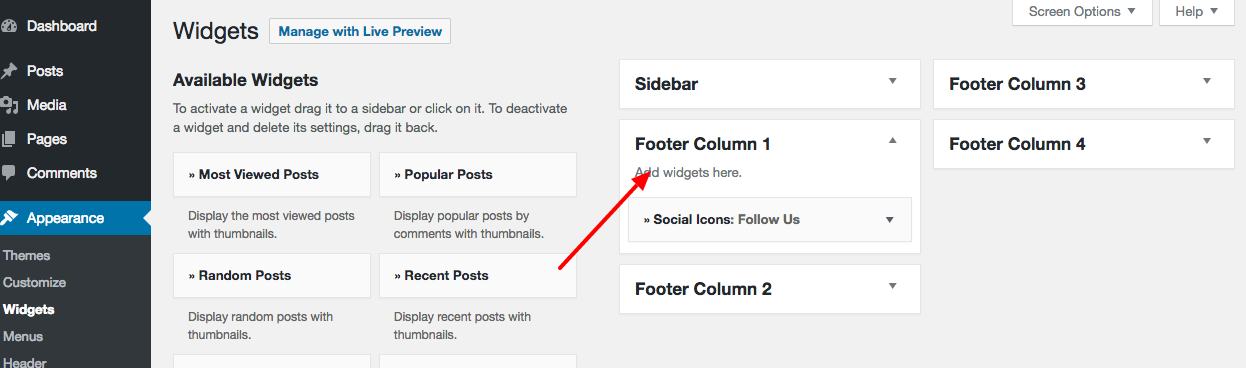 Dashboard
Posts
Media
Pages
Comments
Appearance
Themes
Customize
Widgets
Menus
Header
Screen Options
Help
Widgets
Manage with Live Preview
Available Widgets
To activate a widget drag it to a sidebar or click on it. To deactivate
a widget and delete its settings, drag it back.
» Most Viewed Posts
Display the most viewed posts
with thumbnails.
» Popular Posts
Display popular posts by
comments with thumbnails.
» Random Posts
Display random posts with
thumbnails.
» Recent Posts
Display recent posts with
thumbnails.
Sidebar
Footer Column 1
Add widgets here.
» Social Icons: Follow Us
Footer Column 2
Footer Column 3
Footer Column 4